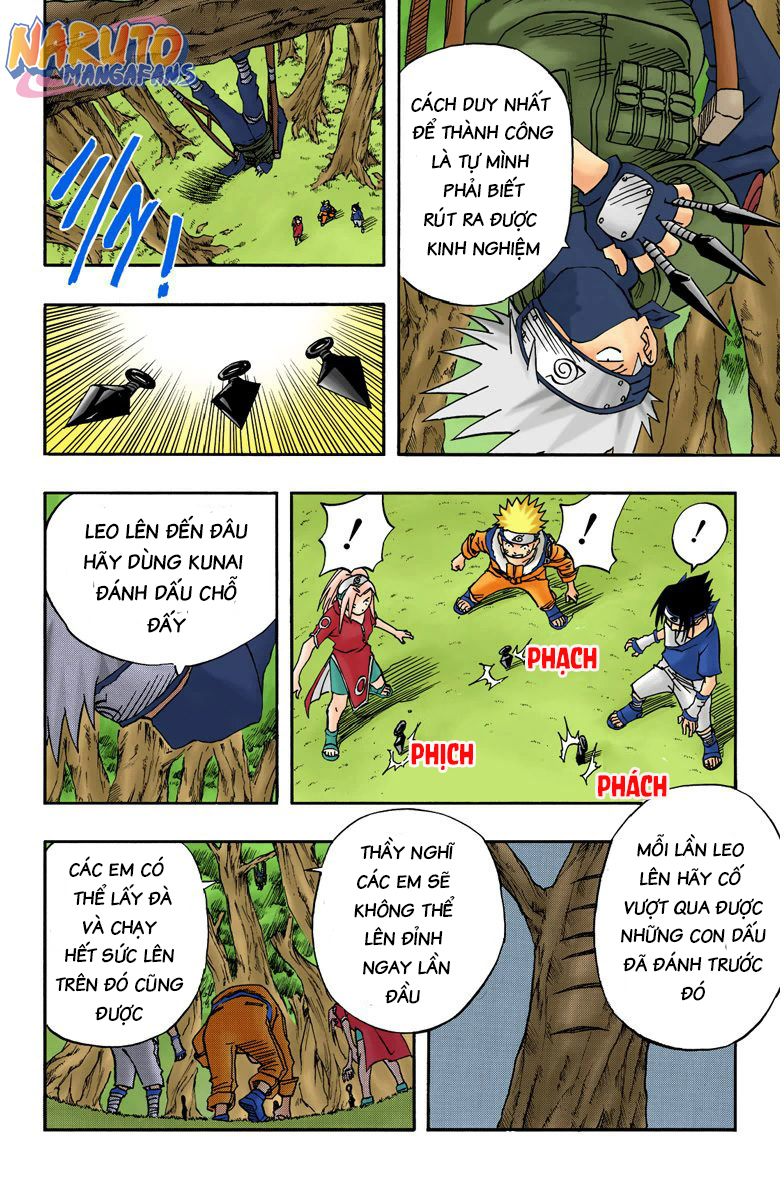 NARUTO
MANGAFANS
CÁCH DUY NHẤT
ĐỂ THÀNH CÔNG
LÀ TỰ MÌNH
PHẢI BIẾT
RÚT RA ĐƯỢC
KINH NGHIỆM
LEO LÊN ĐẾN ĐÂU
HÃY DÙNG KUNAI
ĐÁNH DẤU CHỖ
ĐẤY
!
!
!
PHẠCH
PHỊCH
PHÁCH
CÁC EM CÓ
THỂ LẤY ĐÀ
VÀ CHẠY
HẾT SỨC LÊN
TRÊN ĐÓ CŨNG
ĐƯỢC
THẦY NGHĨ
CÁC EM SẼ
KHÔNG THỂ
LÊN ĐỈNH
NGAY LẦN
ĐẦU
MỖI LẦN LEO
LÊN HÃY CỐ
VƯỢT QUA ĐƯỢC
NHỮNG CON DẤU
ĐÃ ĐÁNH TRƯỚC
ĐÓ